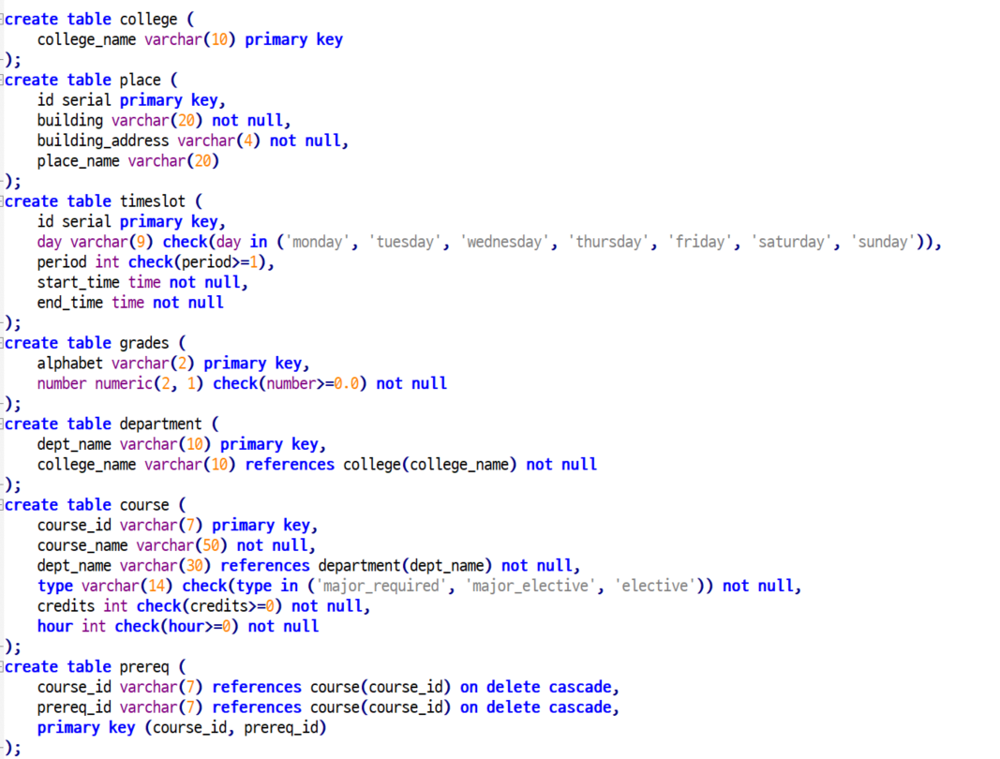 create table college (
    college_name varchar(10) primary key
);
create table place (
    id serial primary key,
    building varchar(20) not null,
    building_address varchar(4) not null,
    place_name varchar(20)
);
create table timeslot (
    id serial primary key,
    day varchar(9) check(day in ('monday', 'tuesday', 'wednesday', 'thursday', 'friday', 'saturday', 'sunday')),
    period int check(period>=1),
    start_time time not null,
    end_time time not null
);
create table grades (
    alphabet varchar(2) primary key,
    number numeric(2, 1) check(number>=0.0) not null
);
create table department (
    dept_name varchar(10) primary key,
    college_name varchar(10) references college(college_name) not null
);
create table course (
    course_id varchar(7) primary key,
    course_name varchar(50) not null,
    dept_name varchar(30) references department(dept_name) not null,
    type varchar(14) check(type in ('major_required', 'major_elective', 'elective')) not null,
    credits int check(credits>=0) not null,
    hour int check(hour>=0) not null
);
create table prereq (
    course_id varchar(7) references course(course_id) on delete cascade,
    prereq_id varchar(7) references course(course_id) on delete cascade,
    primary key (course_id, prereq_id)
);